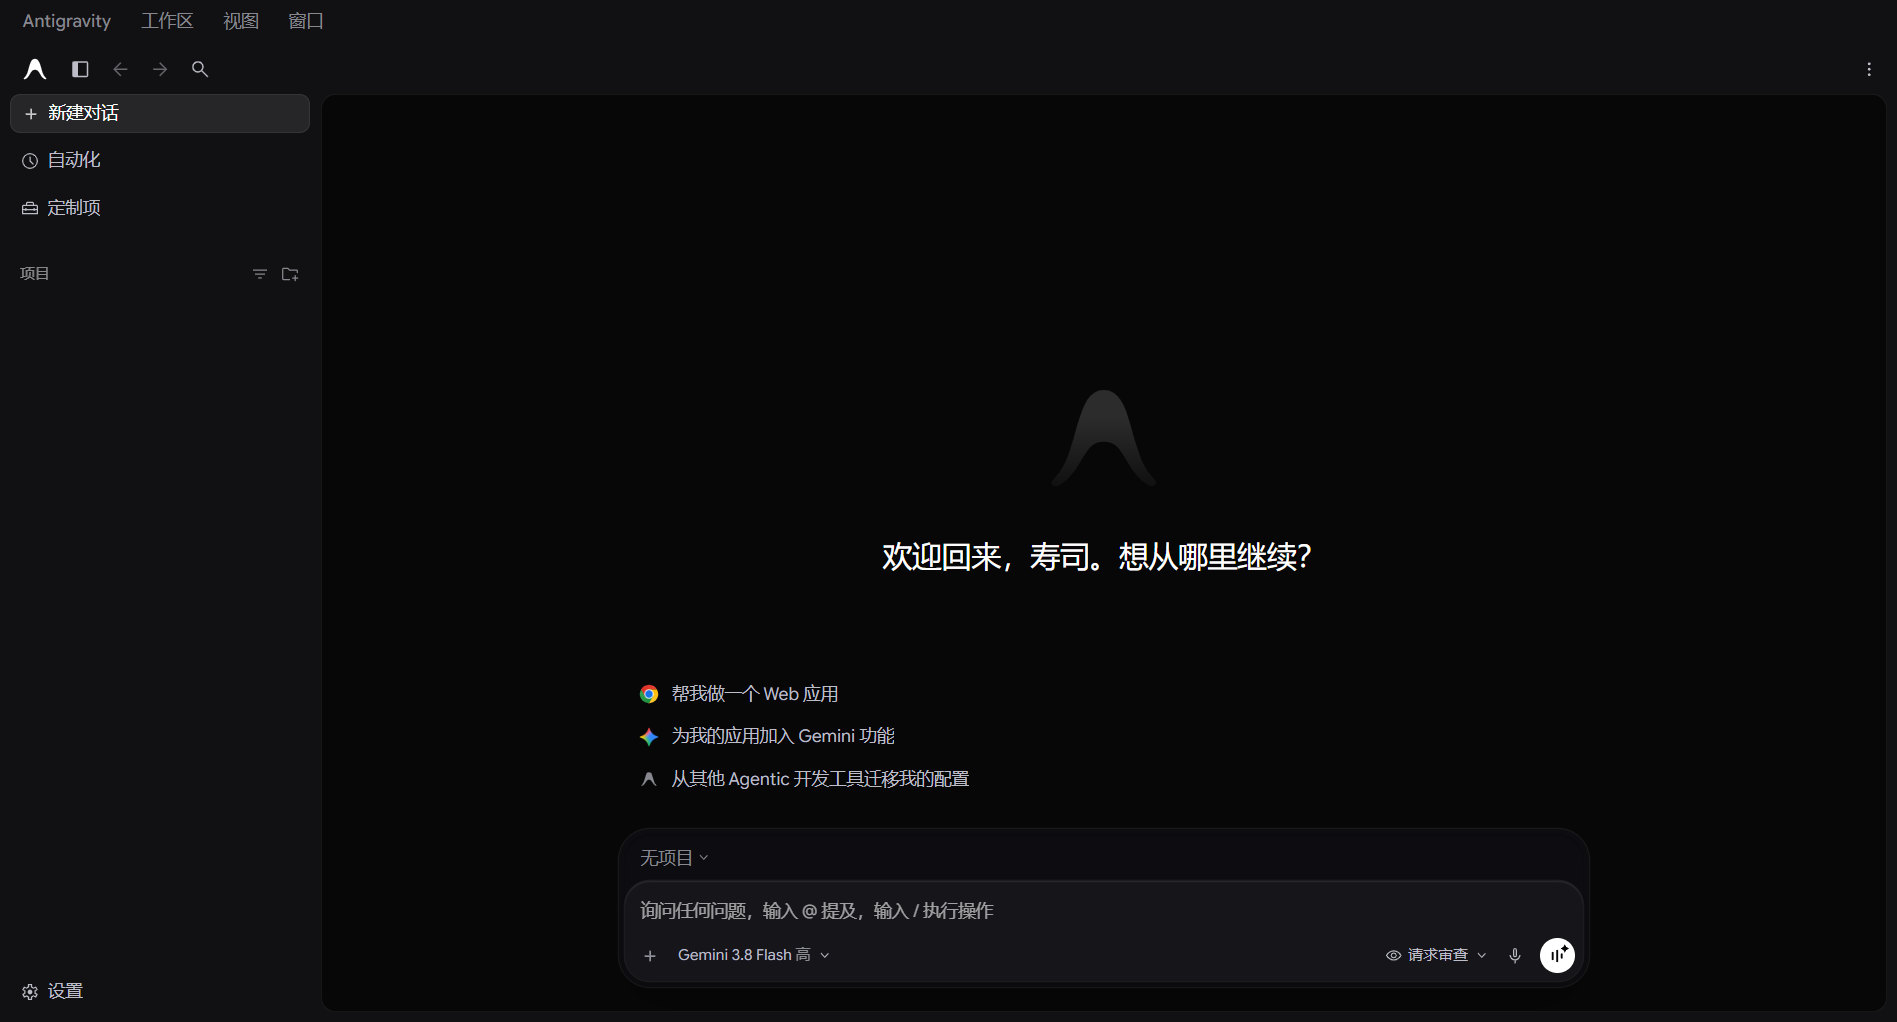 Antigravity 工作区 视图 窗口
新建对话
自动化
定制项
项目
欢迎回来，寿司。想从哪里继续？
帮我做一个 Web 应用
为我的应用加入 Gemini 功能
从其他 Agentic 开发工具迁移我的配置
无项目
询问任何问题，输入 @ 提及，输入 / 执行操作
Gemini 3.8 Flash 高 请求审查
设置